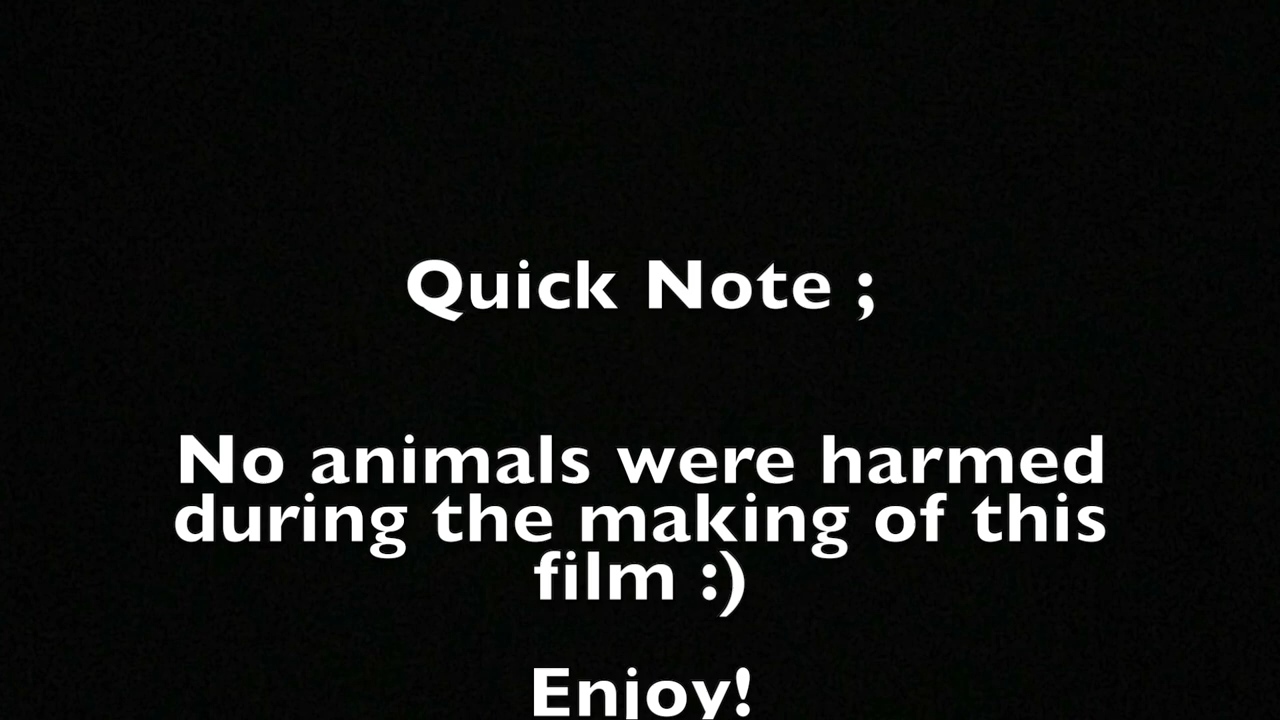 Quick Note ;
No animals were harmed
during the making of this
film :)
Enjoy!